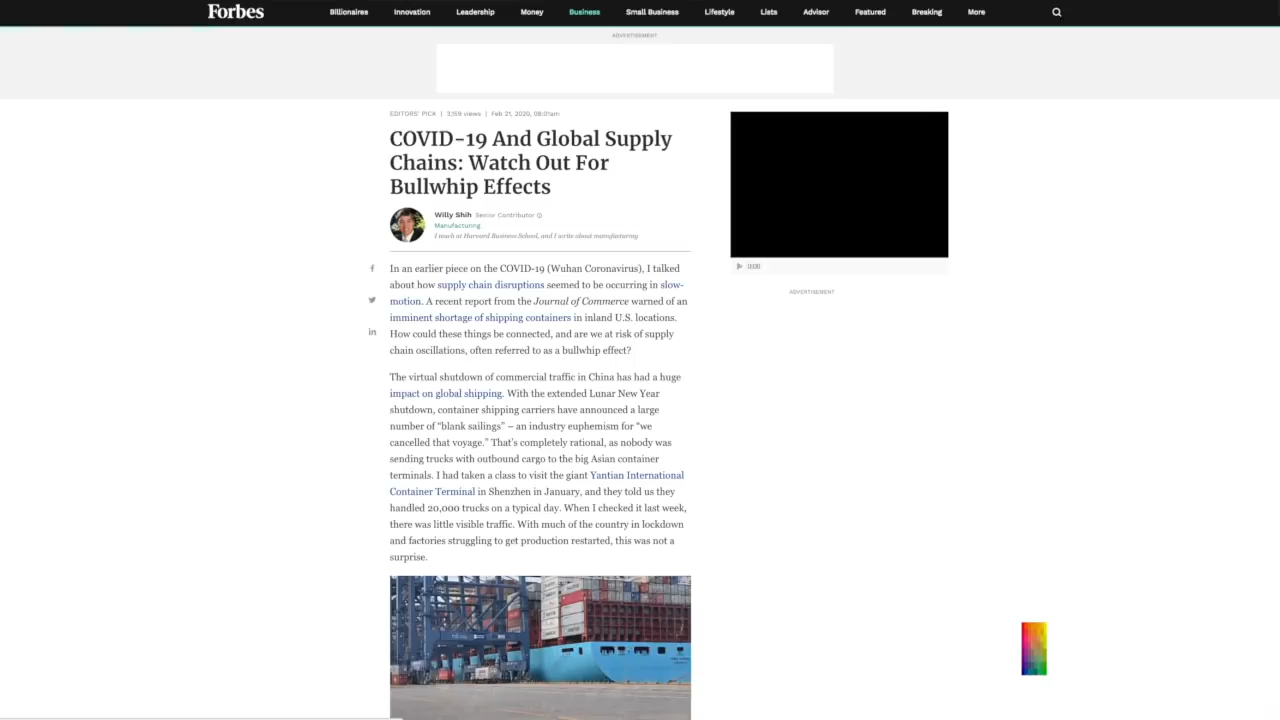 Forbes
Billionaires Innovation Leadership Money Business Small Business Lifestyle Lists Advisor Featured Breaking More
ADVERTISEMENT
EDITORS' PICK | 3,159 views | Feb 21, 2020, 08:01am
COVID-19 And Global Supply
Chains: Watch Out For
Bullwhip Effects
Willy Shih Senior Contributor
Manufacturing
I teach at Harvard Business School, and I write about manufacturing
In an earlier piece on the COVID-19 (Wuhan Coronavirus), I talked
about how supply chain disruptions seemed to be occurring in slow-
motion. A recent report from the Journal of Commerce warned of an
imminent shortage of shipping containers in inland U.S. locations.
How could these things be connected, and are we at risk of supply
chain oscillations, often referred to as a bullwhip effect?
The virtual shutdown of commercial traffic in China has had a huge
impact on global shipping. With the extended Lunar New Year
shutdown, container shipping carriers have announced a large
number of “blank sailings” – an industry euphemism for “we
cancelled that voyage.” That’s completely rational, as nobody was
sending trucks with outbound cargo to the big Asian container
terminals. I had taken a class to visit the giant Yantian International
Container Terminal in Shenzhen in January, and they told us they
handled 20,000 trucks on a typical day. When I checked it last week,
there was little visible traffic. With much of the country in lockdown
and factories struggling to get production restarted, this was not a
surprise.
0:00
ADVERTISEMENT